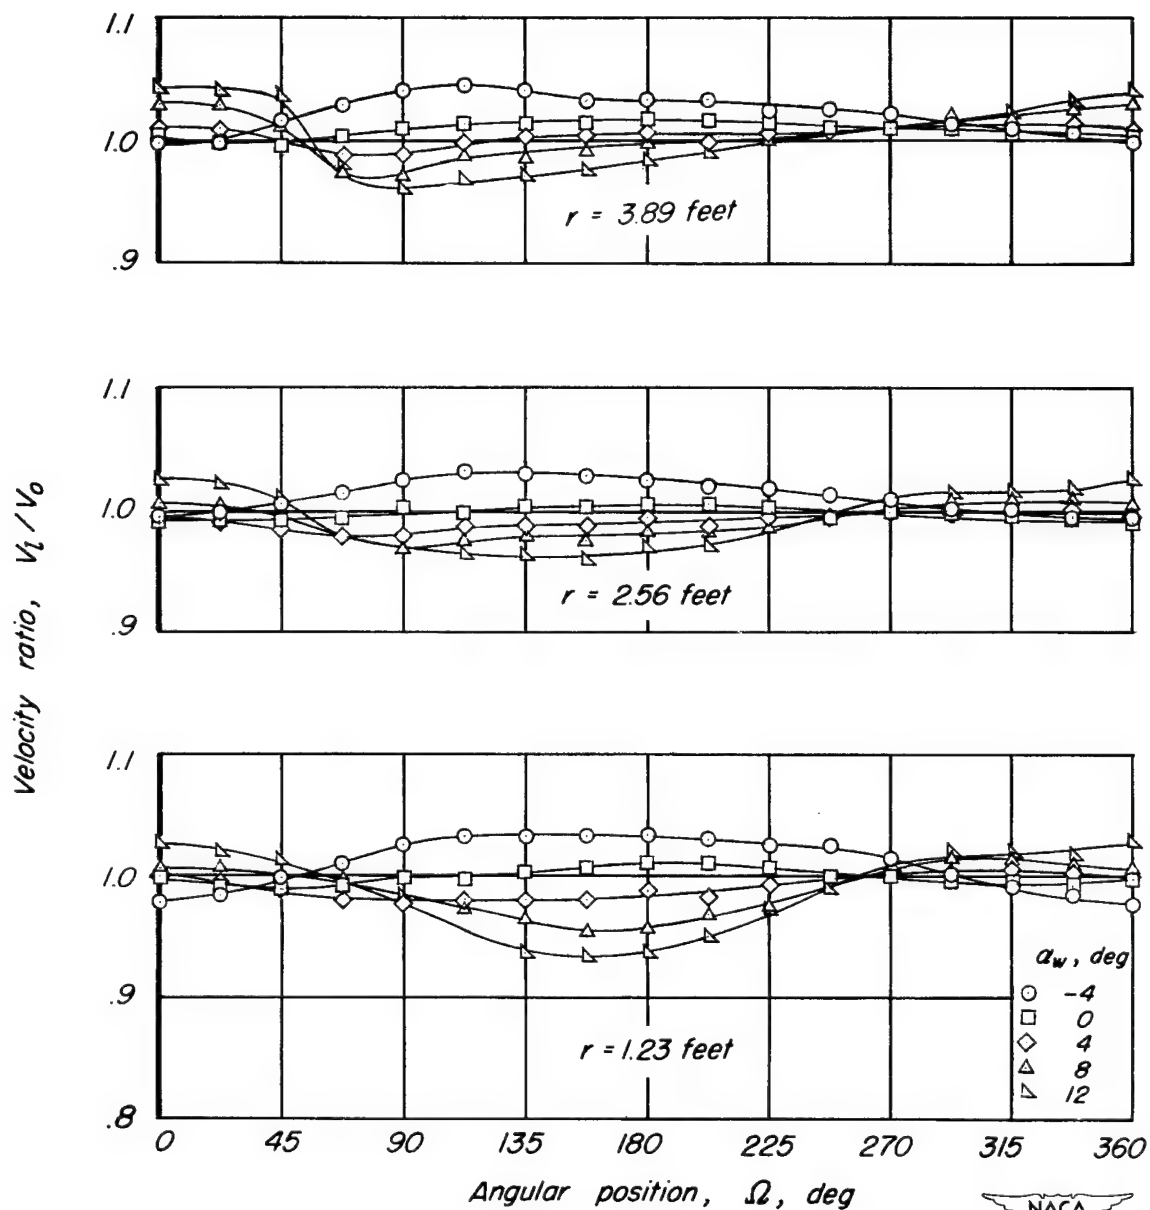 1.1
1.0
.9
r = 3.89 feet
1.1
1.0
.9
r = 2.56 feet
Velocity ratio, Vl/Vo
1.1
1.0
.9
.8
r = 1.23 feet
αw, deg
-4
0
4
8
12
0 45 90 135 180 225 270 315 360
Angular position, Ω, deg
NACA